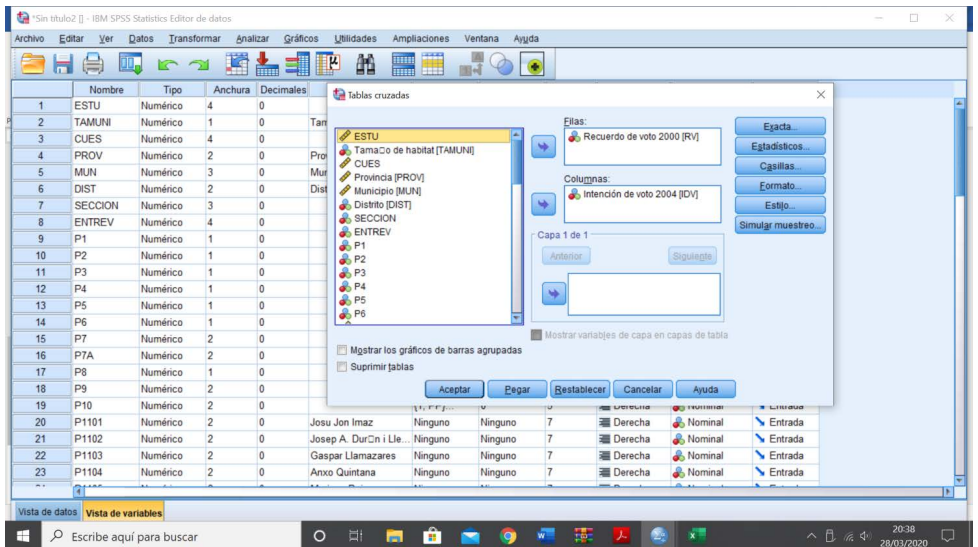 *Sin título2 [] - IBM SPSS Statistics Editor de datos
Archivo Editar Ver Datos Transformar Analizar Gráficos Utilidades Ampliaciones Ventana Ayuda
Nombre Tipo Anchura Decimales
1 ESTU Numérico 4 0
2 TAMUNI Numérico 1 0 Tam
3 CUES Numérico 4 0
4 PROV Numérico 2 0 Pro
5 MUN Numérico 3 0 Mun
6 DIST Numérico 2 0 Dist
7 SECCION Numérico 3 0
8 ENTREV Numérico 4 0
9 P1 Numérico 1 0
10 P2 Numérico 1 0
11 P3 Numérico 1 0
12 P4 Numérico 1 0
13 P5 Numérico 1 0
14 P6 Numérico 1 0
15 P7 Numérico 2 0
16 P7A Numérico 2 0
17 P8 Numérico 1 0
18 P9 Numérico 2 0
19 P10 Numérico 2 0 {1, PP}... 0 Derecha Nominal Entrada
20 P1101 Numérico 2 0 Josu Jon Imaz Ninguno Ninguno 7 Derecha Nominal Entrada
21 P1102 Numérico 2 0 Josep A. Dur□n i Lle... Ninguno Ninguno 7 Derecha Nominal Entrada
22 P1103 Numérico 2 0 Gaspar Llamazares Ninguno Ninguno 7 Derecha Nominal Entrada
23 P1104 Numérico 2 0 Anxo Quintana Ninguno Ninguno 7 Derecha Nominal Entrada
Tablas cruzadas
ESTU
Tama□o de habitat [TAMUNI]
CUES
Provincia [PROV]
Municipio [MUN]
Distrito [DIST]
SECCION
ENTREV
P1
P2
P3
P4
P5
P6
Filas:
Recuerdo de voto 2000 [RV]
Columnas:
Intención de voto 2004 [IDV]
Capa 1 de 1
Anterior Siguiente
Mostrar variables de capa en capas de tabla
Exacta...
Estadísticos...
Casillas...
Formato...
Estilo...
Simular muestreo...
Mostrar los gráficos de barras agrupadas
Suprimir tablas
Aceptar Pegar Restablecer Cancelar Ayuda
Vista de datos Vista de variables
Escribe aquí para buscar
20:38
28/03/2020